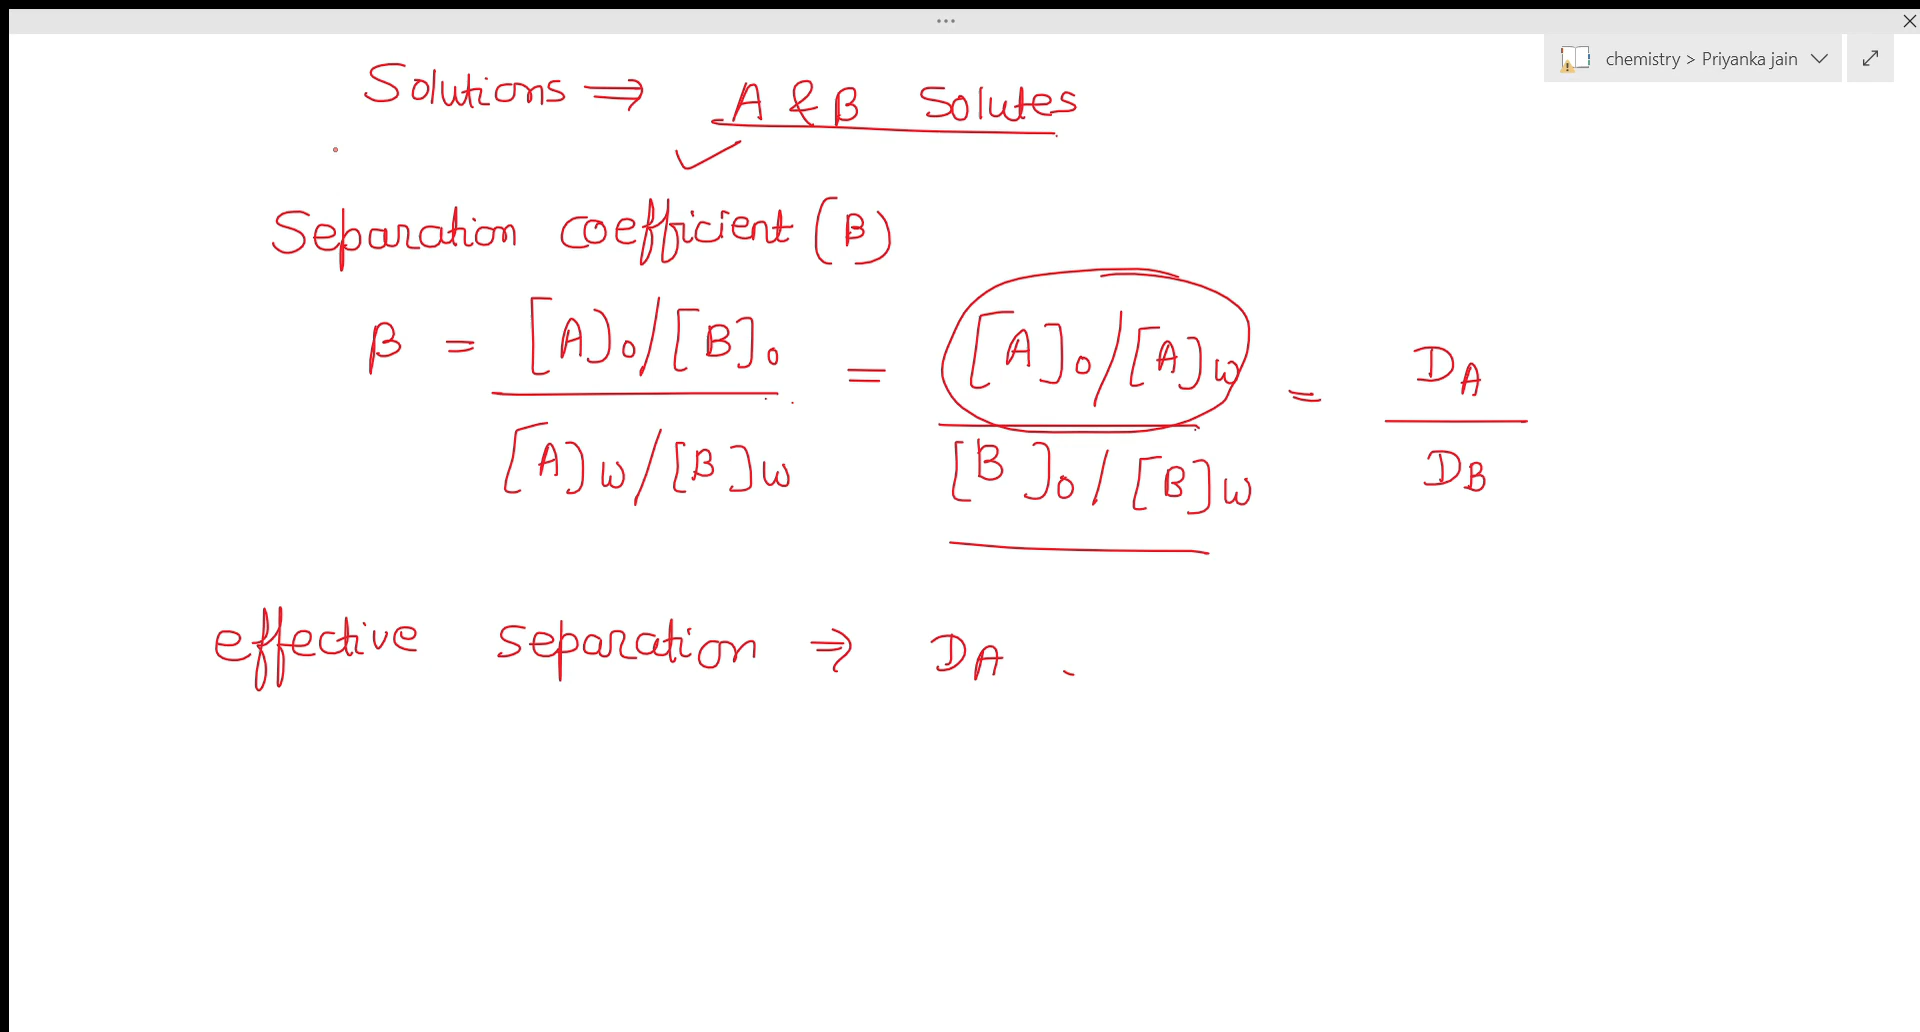 chemistry > Priyanka jain
Solutions ⇒ A & B Solutes
Separation coefficient (β)
β = [A]o/[B]o / [A]w/[B]w = [A]o/[A]w / [B]o/[B]w = DA / DB
effective separation ⇒ DA